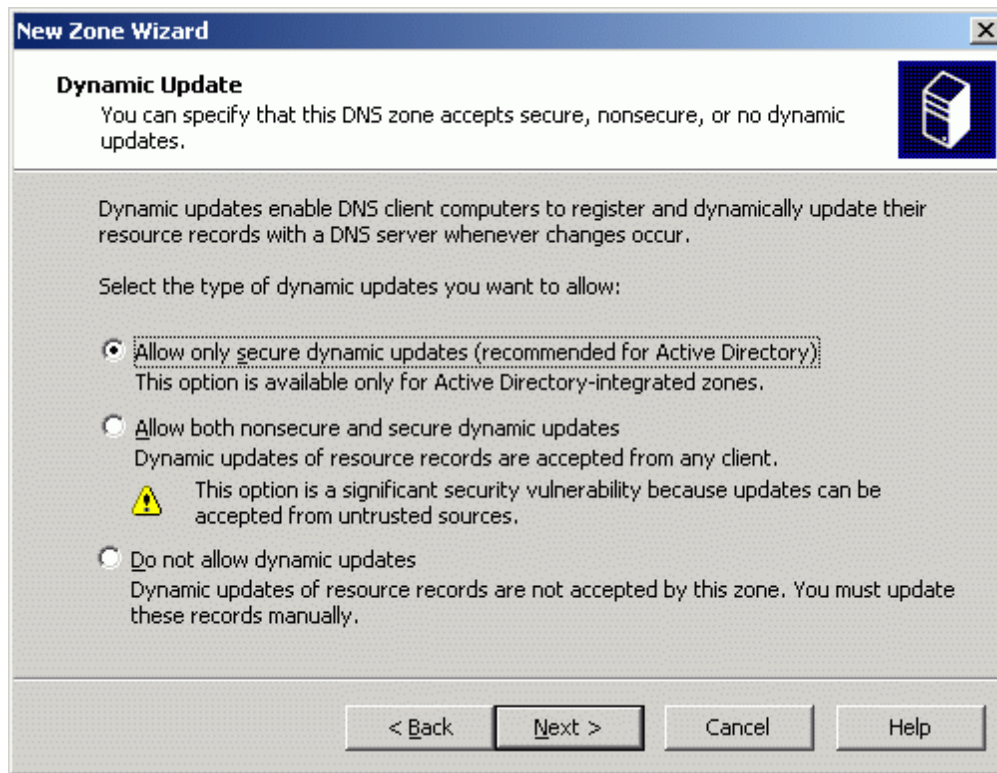 New Zone Wizard
Dynamic Update
You can specify that this DNS zone accepts secure, nonsecure, or no dynamic
updates.
Dynamic updates enable DNS client computers to register and dynamically update their
resource records with a DNS server whenever changes occur.
Select the type of dynamic updates you want to allow:
Allow only secure dynamic updates (recommended for Active Directory)
This option is available only for Active Directory-integrated zones.
Allow both nonsecure and secure dynamic updates
Dynamic updates of resource records are accepted from any client.
This option is a significant security vulnerability because updates can be
accepted from untrusted sources.
Do not allow dynamic updates
Dynamic updates of resource records are not accepted by this zone. You must update
these records manually.
< Back Next > Cancel Help